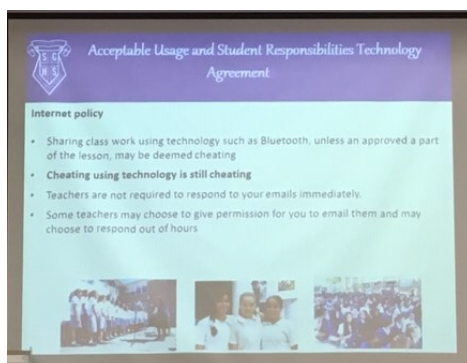 S C
H S
Acceptable Usage and Student Responsibilities Technology
Agreement
Internet policy
• Sharing class work using technology such as Bluetooth, unless an approved a part
of the lesson, may be deemed cheating
• Cheating using technology is still cheating
• Teachers are not required to respond to your emails immediately.
• Some teachers may choose to give permission for you to email them and may
choose to respond out of hours